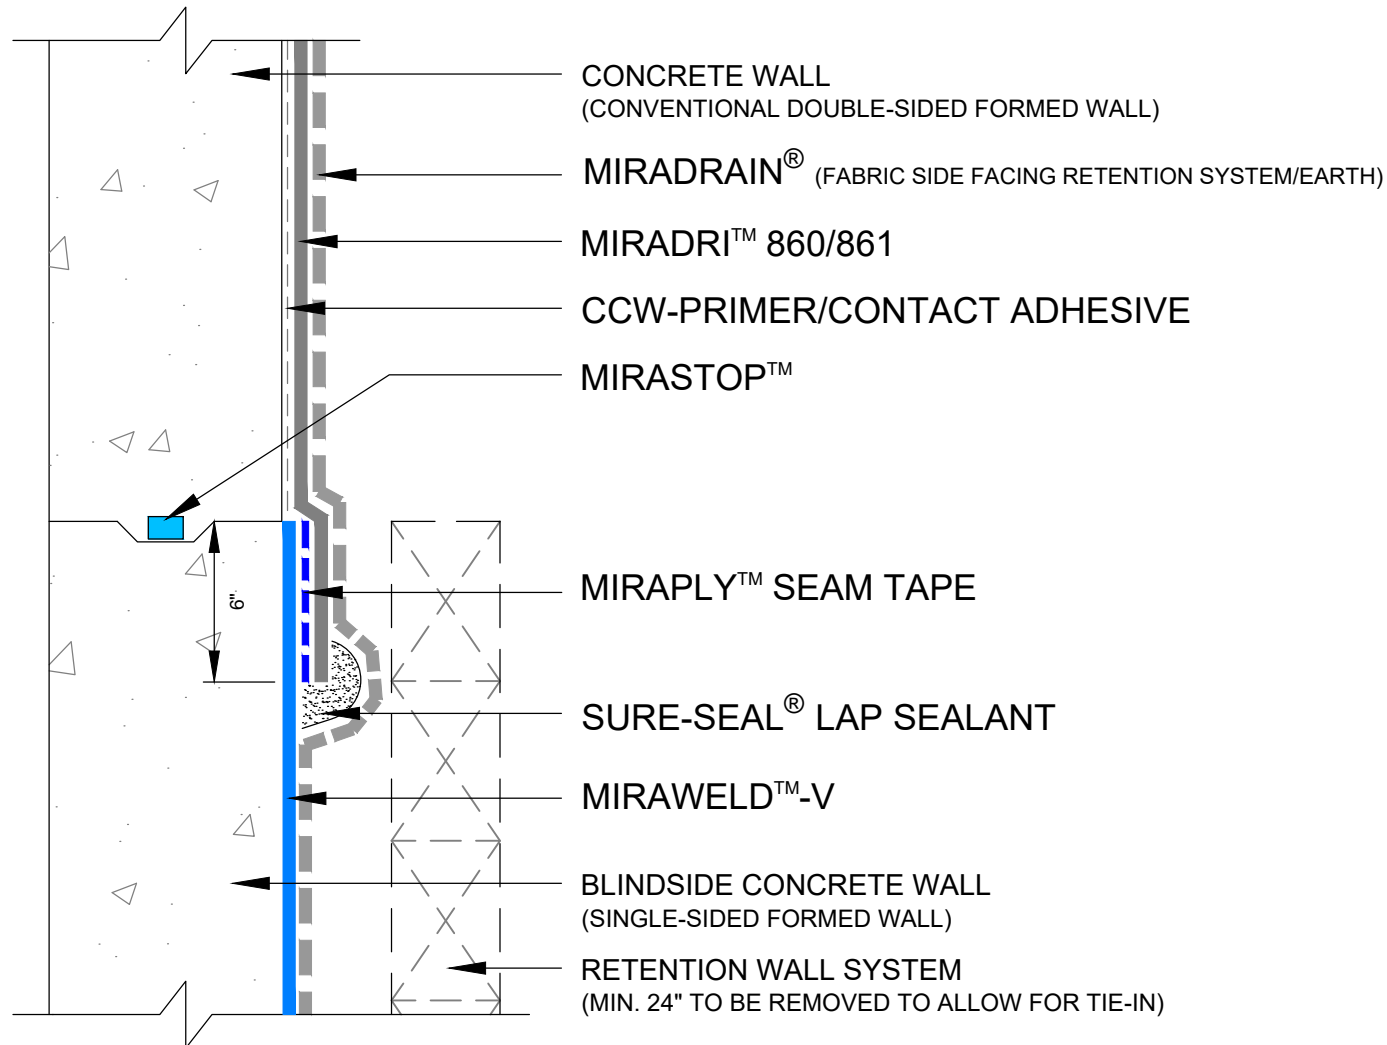 CONCRETE WALL
(CONVENTIONAL DOUBLE-SIDED FORMED WALL)
MIRADRAIN® (FABRIC SIDE FACING RETENTION SYSTEM/EARTH)
MIRADRI™ 860/861
CCW-PRIMER/CONTACT ADHESIVE
MIRASTOP™
6"
MIRAPLY™ SEAM TAPE
SURE-SEAL® LAP SEALANT
MIRAWELD™-V
BLINDSIDE CONCRETE WALL
(SINGLE-SIDED FORMED WALL)
RETENTION WALL SYSTEM
(MIN. 24" TO BE REMOVED TO ALLOW FOR TIE-IN)